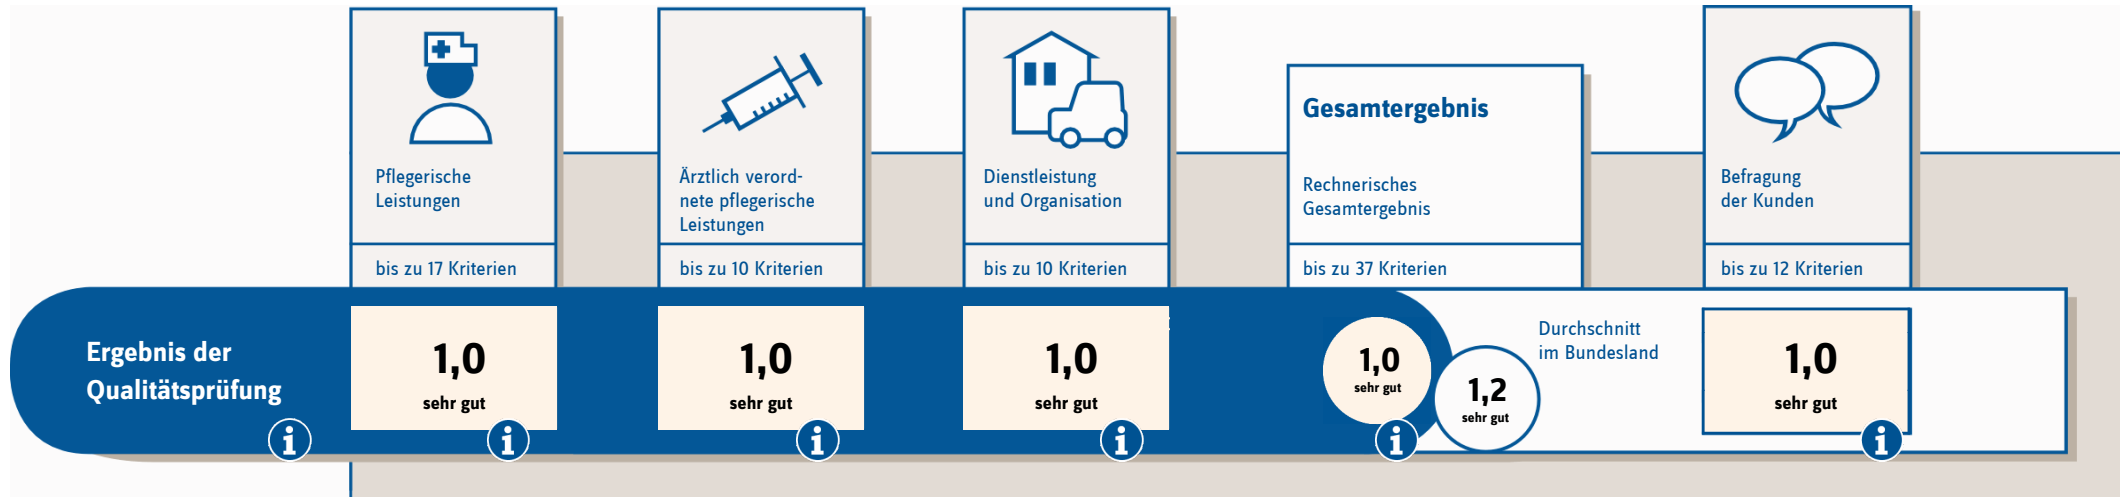 Pflegerische
Leistungen
bis zu 17 Kriterien
Ärztlich verord-
nete pflegerische
Leistungen
bis zu 10 Kriterien
Dienstleistung
und Organisation
bis zu 10 Kriterien
Gesamtergebnis
Rechnerisches
Gesamtergebnis
bis zu 37 Kriterien
Befragung
der Kunden
bis zu 12 Kriterien
Ergebnis der
Qualitätsprüfung
1,0
sehr gut
1,0
sehr gut
1,0
sehr gut
1,0
sehr gut
1,2
sehr gut
Durchschnitt
im Bundesland
1,0
sehr gut